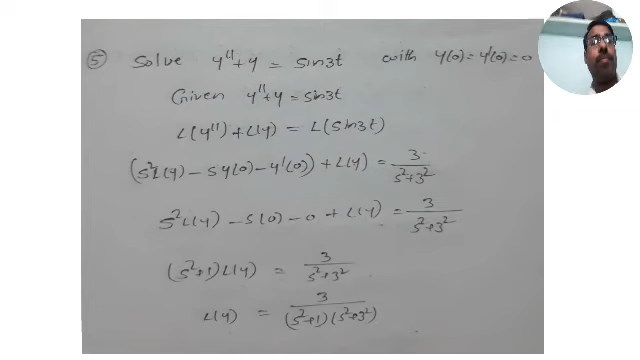 ⑤ Solve y'' + y = sin3t with y(0) = y'(0) = 0
Given y'' + y = sin3t
L(y'') + L(y) = L(sin3t)
(s²L(y) - sy(0) - y'(0)) + L(y) = 3/(s²+3²)
s²L(y) - s(0) - 0 + L(y) = 3/(s²+3²)
(s²+1)L(y) = 3/(s²+3²)
L(y) = 3/((s²+1)(s²+3²))